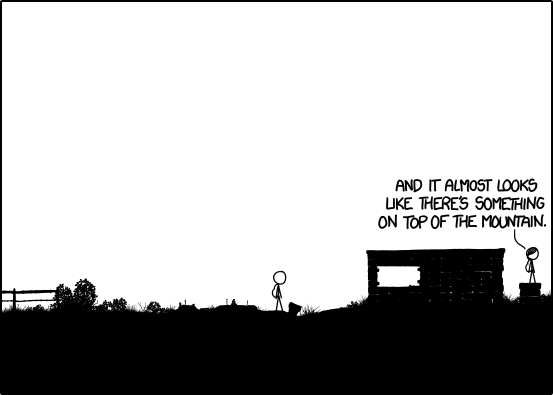 AND IT ALMOST LOOKS
LIKE THERE'S SOMETHING
ON TOP OF THE MOUNTAIN.